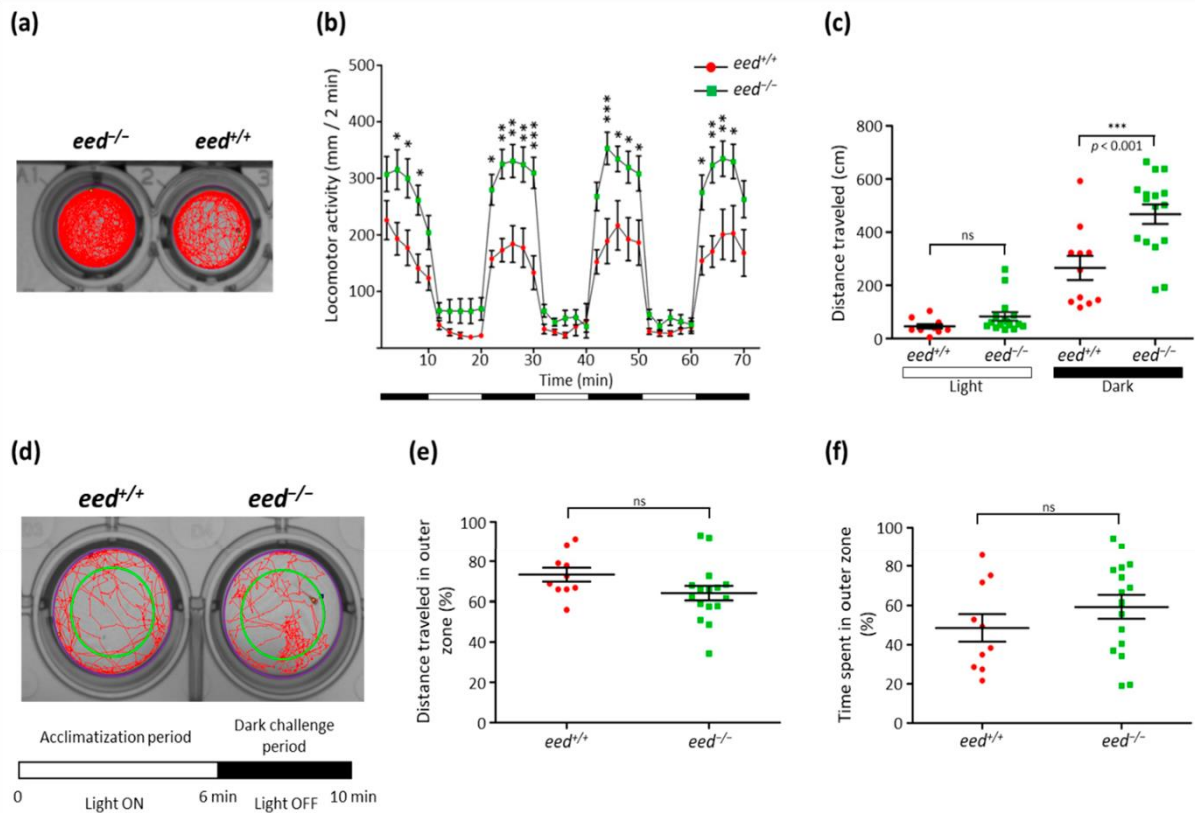 (a)
eed−/− eed+/+
A1 2 3
(b)
Locomotor activity (mm / 2 min)
500
400
300
200
100
10 20 30 40 50 60 70
Time (min)
eed+/+
eed−/−
* * * * ** ** ** *** *** * * * * ** ** *
(c)
Distance traveled (cm)
800
600
400
200
0
ns
***
p < 0.001
eed+/+ eed−/− eed+/+ eed−/−
Light Dark
(d)
eed+/+ eed−/−
Acclimatization period
Dark challenge
period
0 6 min 10 min
Light ON Light OFF
(e)
Distance traveled in outer
zone (%)
100
80
60
40
20
0
ns
eed+/+ eed−/−
(f)
Time spent in outer zone
(%)
100
80
60
40
20
0
ns
eed+/+ eed−/−